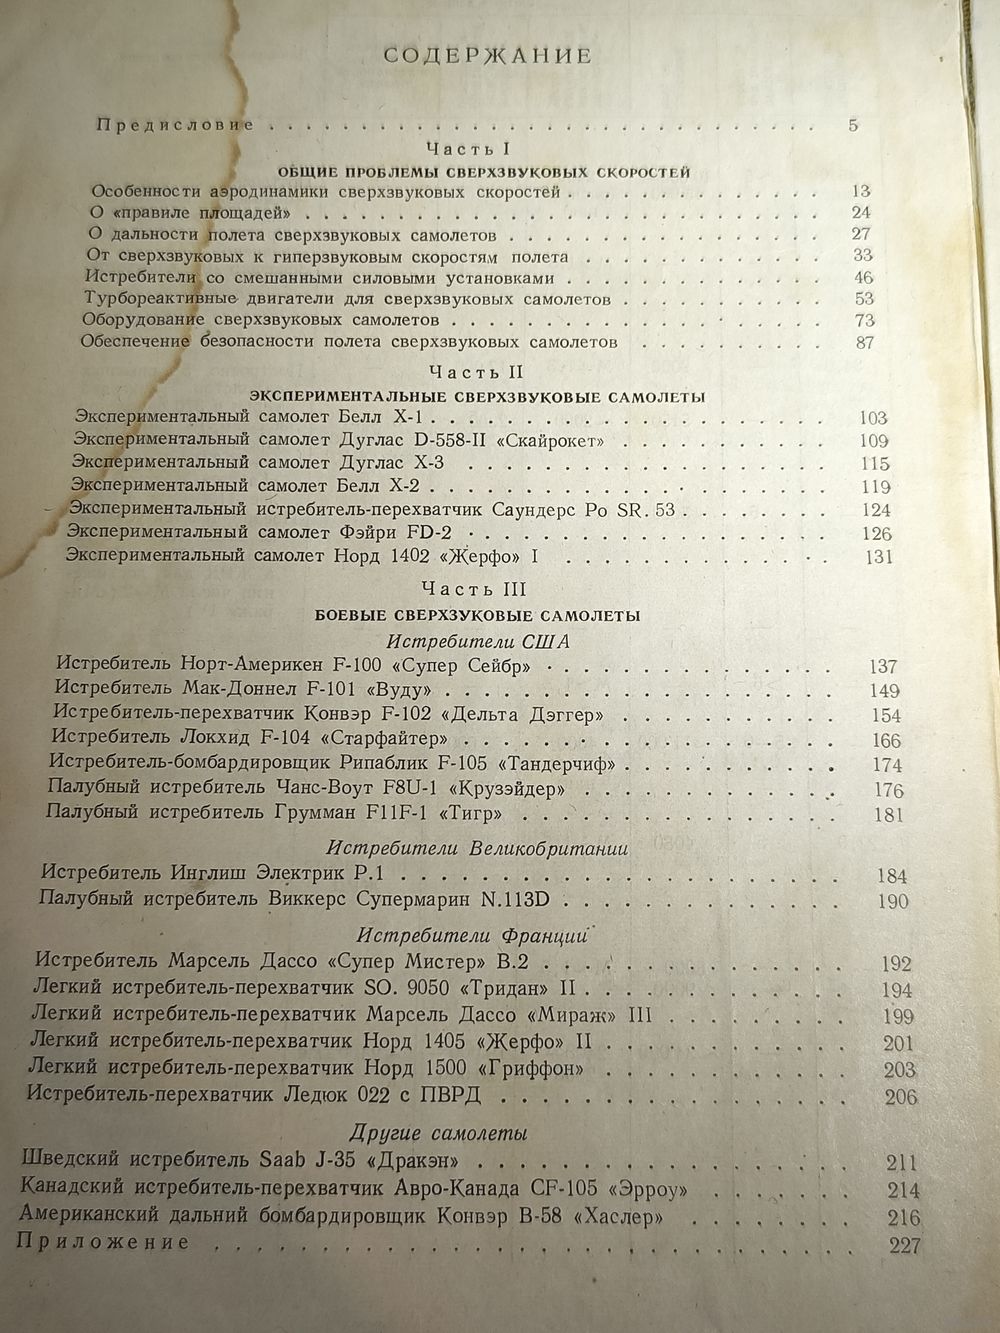 СОДЕРЖАНИЕ
Предисловие . . . . . . . . . . . . . . . . . . . . . . . . . 5
Часть I
ОБЩИЕ ПРОБЛЕМЫ СВЕРХЗВУКОВЫХ СКОРОСТЕЙ
Особенности аэродинамики сверхзвуковых скоростей . . . . . . . . . . . . 13
О «правиле площадей» . . . . . . . . . . . . . . . . . . . . . . . 24
О дальности полета сверхзвуковых самолетов . . . . . . . . . . . . . . . 27
От сверхзвуковых к гиперзвуковым скоростям полета . . . . . . . . . . . 33
Истребители со смешанными силовыми установками . . . . . . . . . . . . 46
Турбореактивные двигатели для сверхзвуковых самолетов . . . . . . . . . 53
Оборудование сверхзвуковых самолетов . . . . . . . . . . . . . . . . . 73
Обеспечение безопасности полета сверхзвуковых самолетов . . . . . . . . . 87
Часть II
ЭКСПЕРИМЕНТАЛЬНЫЕ СВЕРХЗВУКОВЫЕ САМОЛЕТЫ
Экспериментальный самолет Белл Х-1 . . . . . . . . . . . . . . . . . . 103
Экспериментальный самолет Дуглас D-558-II «Скайрокет» . . . . . . . . . . 109
Экспериментальный самолет Дуглас Х-3 . . . . . . . . . . . . . . . . . 115
Экспериментальный самолет Белл Х-2 . . . . . . . . . . . . . . . . . . 119
Экспериментальный истребитель-перехватчик Саундерс Ро SR. 53 . . . . . . . . 124
Экспериментальный самолет Фэйри FD-2 . . . . . . . . . . . . . . . . . 126
Экспериментальный самолет Норд 1402 «Жерфо» I . . . . . . . . . . . . . 131
Часть III
БОЕВЫЕ СВЕРХЗУКОВЫЕ САМОЛЕТЫ
Истребители США
Истребитель Норт-Америкен F-100 «Супер Сейбр» . . . . . . . . . . . . . 137
Истребитель Мак-Доннел F-101 «Вуду» . . . . . . . . . . . . . . . . . . 149
Истребитель-перехватчик Конвэр F-102 «Дельта Дэггер» . . . . . . . . . . 154
Истребитель Локхид F-104 «Старфайтер» . . . . . . . . . . . . . . . . 166
Истребитель-бомбардировщик Рипаблик F-105 «Тандерчиф» . . . . . . . . . 174
Палубный истребитель Чанс-Воут F8U-1 «Крузэйдер» . . . . . . . . . . . 176
Палубный истребитель Грумман F11F-1 «Тигр» . . . . . . . . . . . . . . 181
Истребители Великобритании
Истребитель Инглиш Электрик Р.1 . . . . . . . . . . . . . . . . . . 184
Палубный истребитель Виккерс Супермарин N.113D . . . . . . . . . . . . 190
Истребители Франции
Истребитель Марсель Дассо «Супер Мистер» В.2 . . . . . . . . . . . . . 192
Легкий истребитель-перехватчик SO. 9050 «Тридан» II . . . . . . . . . . . 194
Легкий истребитель-перехватчик Марсель Дассо «Мираж» III . . . . . . . . 199
Легкий истребитель-перехватчик Норд 1405 «Жерфо» II . . . . . . . . . . 201
Легкий истребитель-перехватчик Норд 1500 «Гриффон» . . . . . . . . . . 203
Истребитель-перехватчик Ледюк 022 с ПВРД . . . . . . . . . . . . . . 206
Другие самолеты
Шведский истребитель Saab J-35 «Дракэн» . . . . . . . . . . . . . . . 211
Канадский истребитель-перехватчик Авро-Канада CF-105 «Эрроу» . . . . . . . 214
Американский дальний бомбардировщик Конвэр В-58 «Хаслер» . . . . . . . . 216
Приложение . . . . . . . . . . . . . . . . . . . . . . . . . . . 227